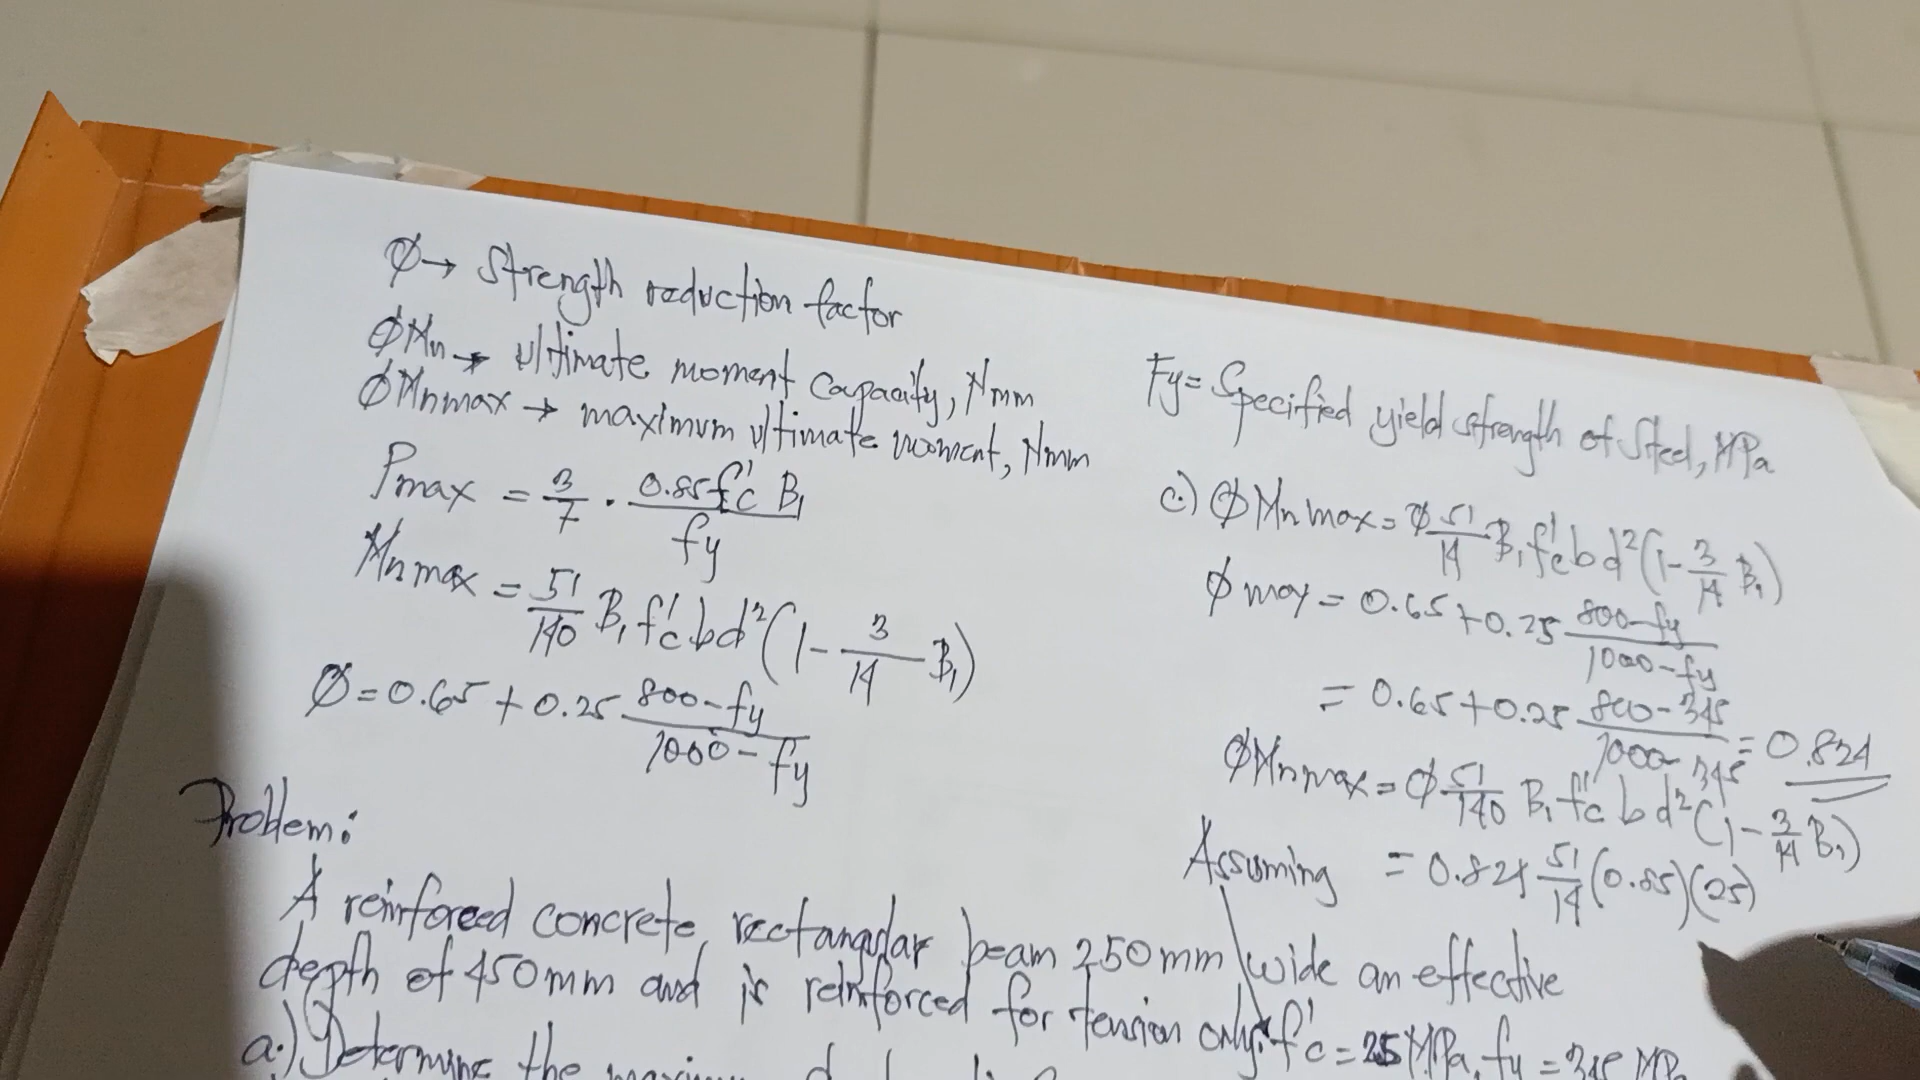 Ø→ Strength reduction factor
ØMn → ultimate moment capacity, Nmm
ØMnmax → maximum ultimate moment, Nmm
Pmax = 3/7 · 0.85f'c B1 / fy
Mnmax = 51/140 B1 f'c bd²(1 - 3/14 B1)
Ø = 0.65 + 0.25 800-fy / 1000-fy
Problem:
A reinforced concrete rectangular beam 250mm wide an effective
depth of 450mm and is reinforced for tension only. f'c = 25 MPa, fy = 345 MPa
a.) Determine the
Fy = Specified yield strength of Steel, MPa
c.) ØMnmax = Ø 51/14 B1 f'c b d²(1 - 3/14 B1)
Ø max = 0.65 + 0.25 800-fy / 1000-fy
= 0.65 + 0.25 800-345 / 1000-345 = 0.824
ØMnmax = Ø 51/140 B1 f'c b d²(1 - 3/14 B1)
Assuming = 0.824 51/14 (0.85)(25)